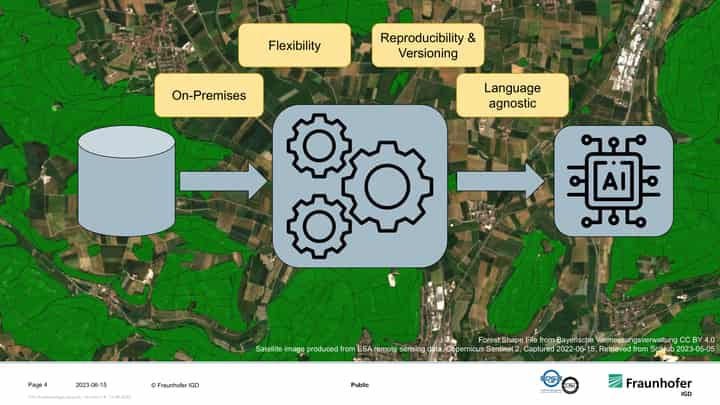 Flexibility
Reproducibility &
Versioning
On-Premises
Language
agnostic
AI
Forest Shape File from Bayerische Vermessungsverwaltung CC BY 4.0
Satellite image produced from ESA remote sensing data, Copernicus Sentinel 2, Captured 2022-06-15, Retrieved from SciHub 2023-05-05
Page 4
2023-06-15
© Fraunhofer IGD
Public
Fraunhofer
IGD